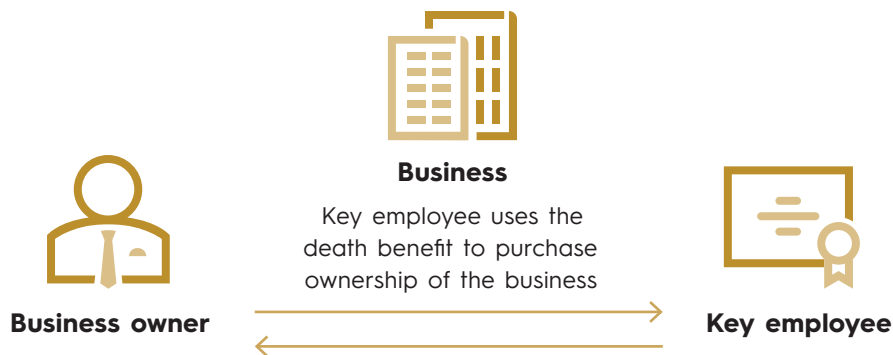 Business
Key employee uses the
death benefit to purchase
ownership of the business
Business owner
Key employee